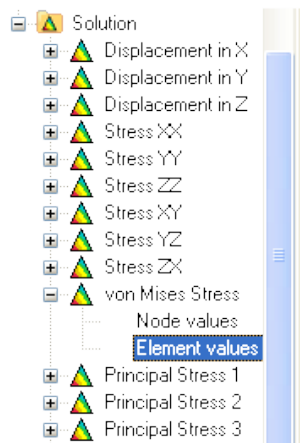 Solution
Displacement in X
Displacement in Y
Displacement in Z
Stress XX
Stress YY
Stress ZZ
Stress XY
Stress YZ
Stress ZX
von Mises Stress
Node values
Element values
Principal Stress 1
Principal Stress 2
Principal Stress 3